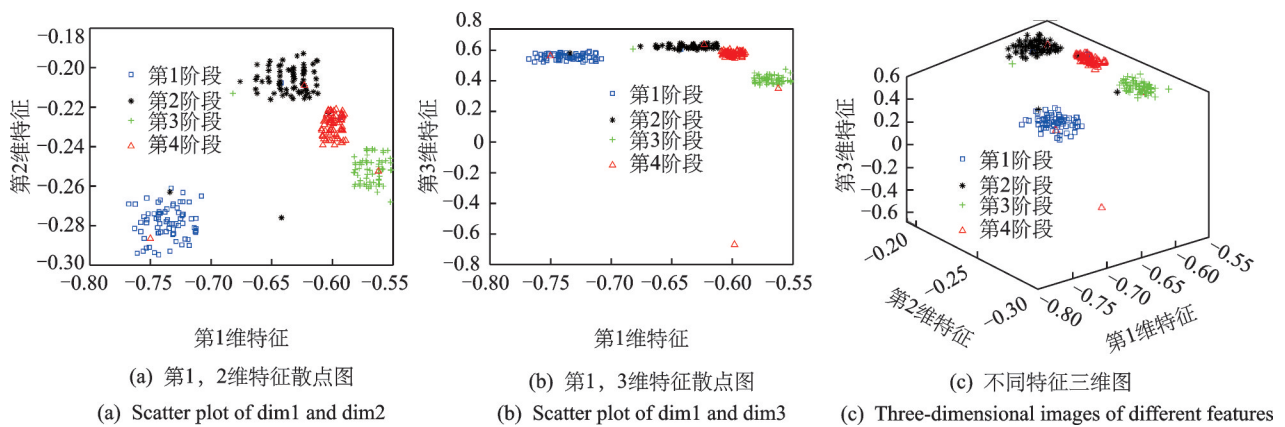 −0.18
−0.20
−0.22
−0.24
−0.26
−0.28
−0.30
第2维特征
第1阶段
第2阶段
第3阶段
第4阶段
−0.80
−0.75
−0.70
−0.65
−0.60
−0.55
第1维特征
(a) 第1，2维特征散点图
(a) Scatter plot of dim1 and dim2
0.8
0.6
0.4
0.2
0
0.2
0.4
0.6
0.8
第3维特征
第1阶段
第2阶段
第3阶段
第4阶段
−0.80
−0.75
−0.70
−0.65
−0.60
−0.55
第1维特征
(b) 第1，3维特征散点图
(b) Scatter plot of dim1 and dim3
0.6
0.4
0.2
0
−0.2
−0.4
−0.6
第3维特征
第1阶段
第2阶段
第3阶段
第4阶段
−0.20
−0.25
−0.30
第2维特征
−0.80
−0.75
−0.70
−0.65
−0.60
−0.55
第1维特征
(c) 不同特征三维图
(c) Three-dimensional images of different features